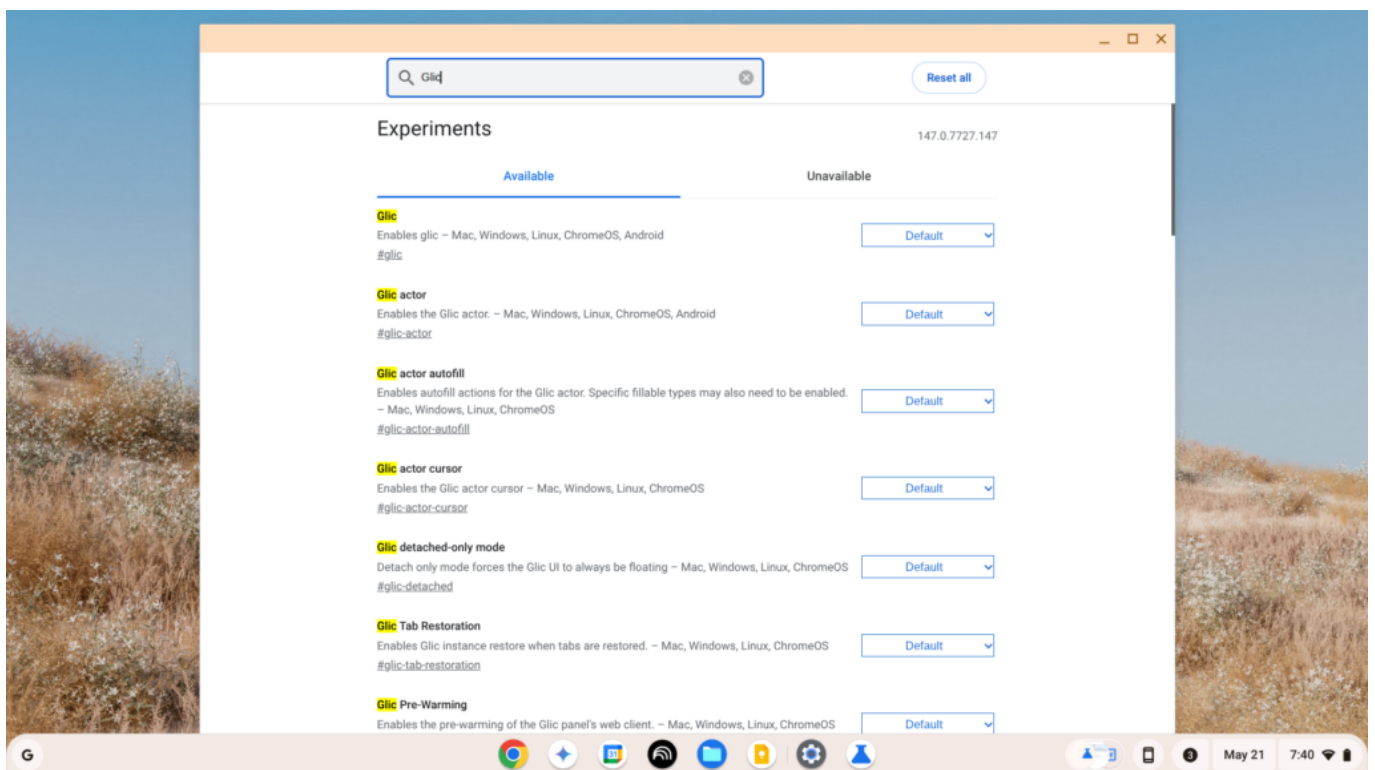 Glic
Reset all
Experiments
147.0.7727.147
Available
Unavailable
Glic
Enables glic – Mac, Windows, Linux, ChromeOS, Android
Default
#glic
Glic actor
Enables the Glic actor. – Mac, Windows, Linux, ChromeOS, Android
Default
#glic-actor
Glic actor autofill
Enables autofill actions for the Glic actor. Specific fillable types may also need to be enabled.
– Mac, Windows, Linux, ChromeOS
Default
#glic-actor-autofill
Glic actor cursor
Enables the Glic actor cursor – Mac, Windows, Linux, ChromeOS
Default
#glic-actor-cursor
Glic detached-only mode
Detach only mode forces the Glic UI to always be floating – Mac, Windows, Linux, ChromeOS
Default
#glic-detached
Glic Tab Restoration
Enables Glic instance restore when tabs are restored. – Mac, Windows, Linux, ChromeOS
Default
#glic-tab-restoration
Glic Pre-Warming
Enables the pre-warming of the Glic panel's web client. – Mac, Windows, Linux, ChromeOS
Default
G
31
3
May 21
7:40